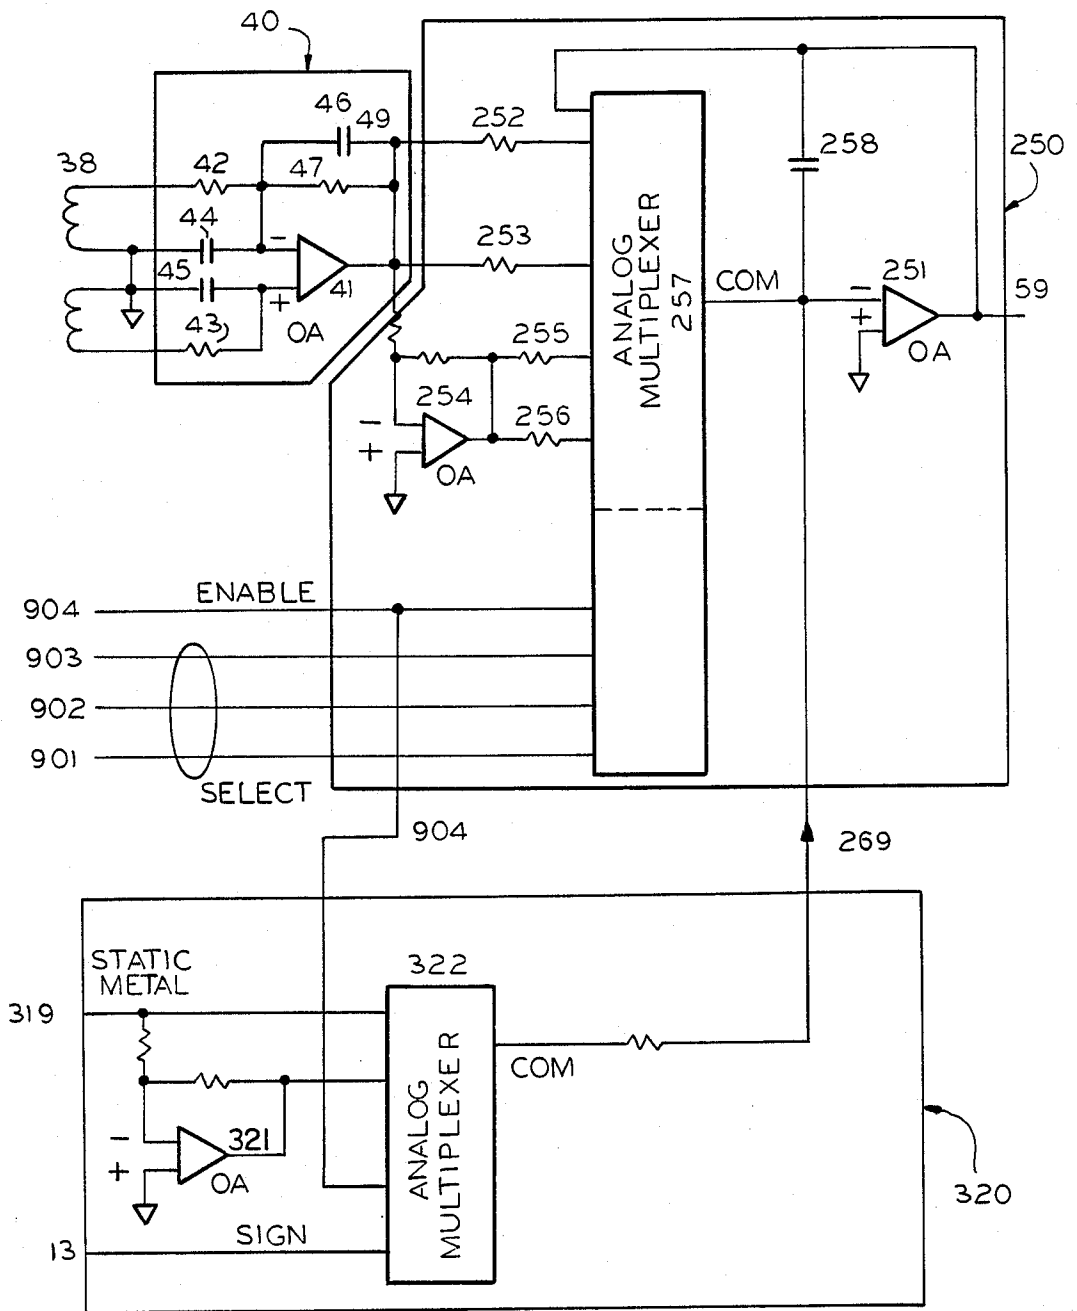 40
46
49
252
38
42
47
258
250
44
253
ANALOG
MULTIPLEXER
257
COM
251
59
45
41
OA
43
OA
255
254
256
OA
904
ENABLE
903
902
901
SELECT
904
269
STATIC
METAL
322
319
ANALOG
MULTIPLEXER
COM
321
OA
320
13
SIGN